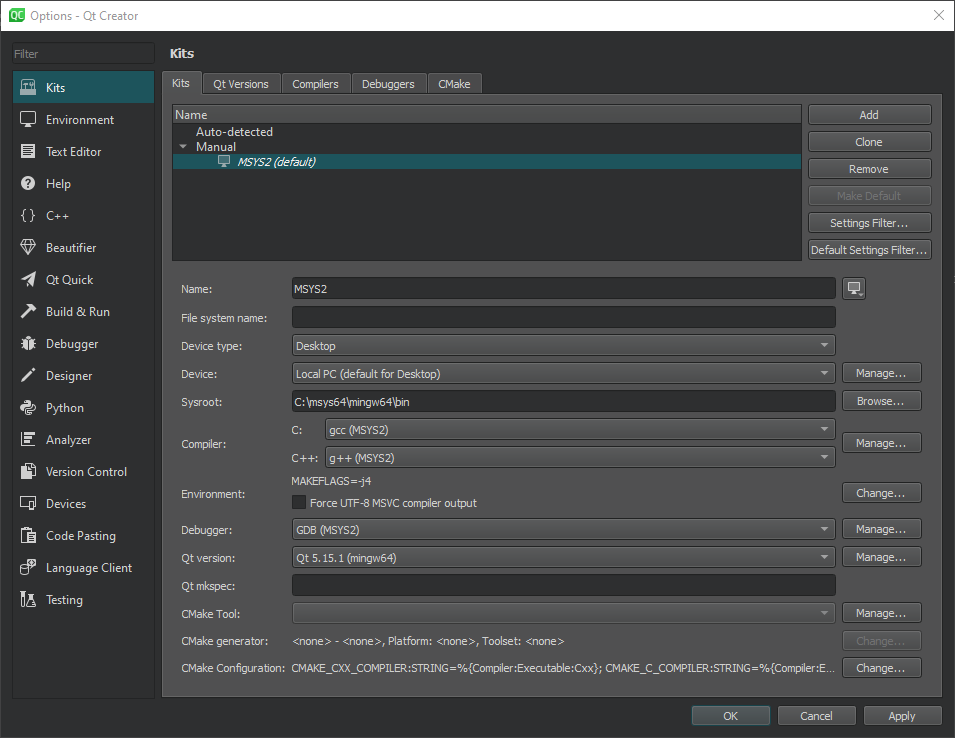 QC Options - Qt Creator
Filter
Kits
Environment
Text Editor
Help
C++
Beautifier
Qt Quick
Build & Run
Debugger
Designer
Python
Analyzer
Version Control
Devices
Code Pasting
Language Client
Testing
Kits
Kits Qt Versions Compilers Debuggers CMake
Name
Auto-detected
Manual
MSYS2 (default)
Add
Clone
Remove
Make Default
Settings Filter...
Default Settings Filter...
Name: MSYS2
File system name:
Device type: Desktop
Device: Local PC (default for Desktop) Manage...
Sysroot: C:\msys64\mingw64\bin Browse...
Compiler: C: gcc (MSYS2) Manage...
C++: g++ (MSYS2)
Environment: MAKEFLAGS=-j4 Change...
Force UTF-8 MSVC compiler output
Debugger: GDB (MSYS2) Manage...
Qt version: Qt 5.15.1 (mingw64) Manage...
Qt mkspec:
CMake Tool: Manage...
CMake generator: <none> - <none>, Platform: <none>, Toolset: <none> Change...
CMake Configuration: CMAKE_CXX_COMPILER:STRING=%{Compiler:Executable:Cxx}; CMAKE_C_COMPILER:STRING=%{Compiler:E... Change...
OK Cancel Apply